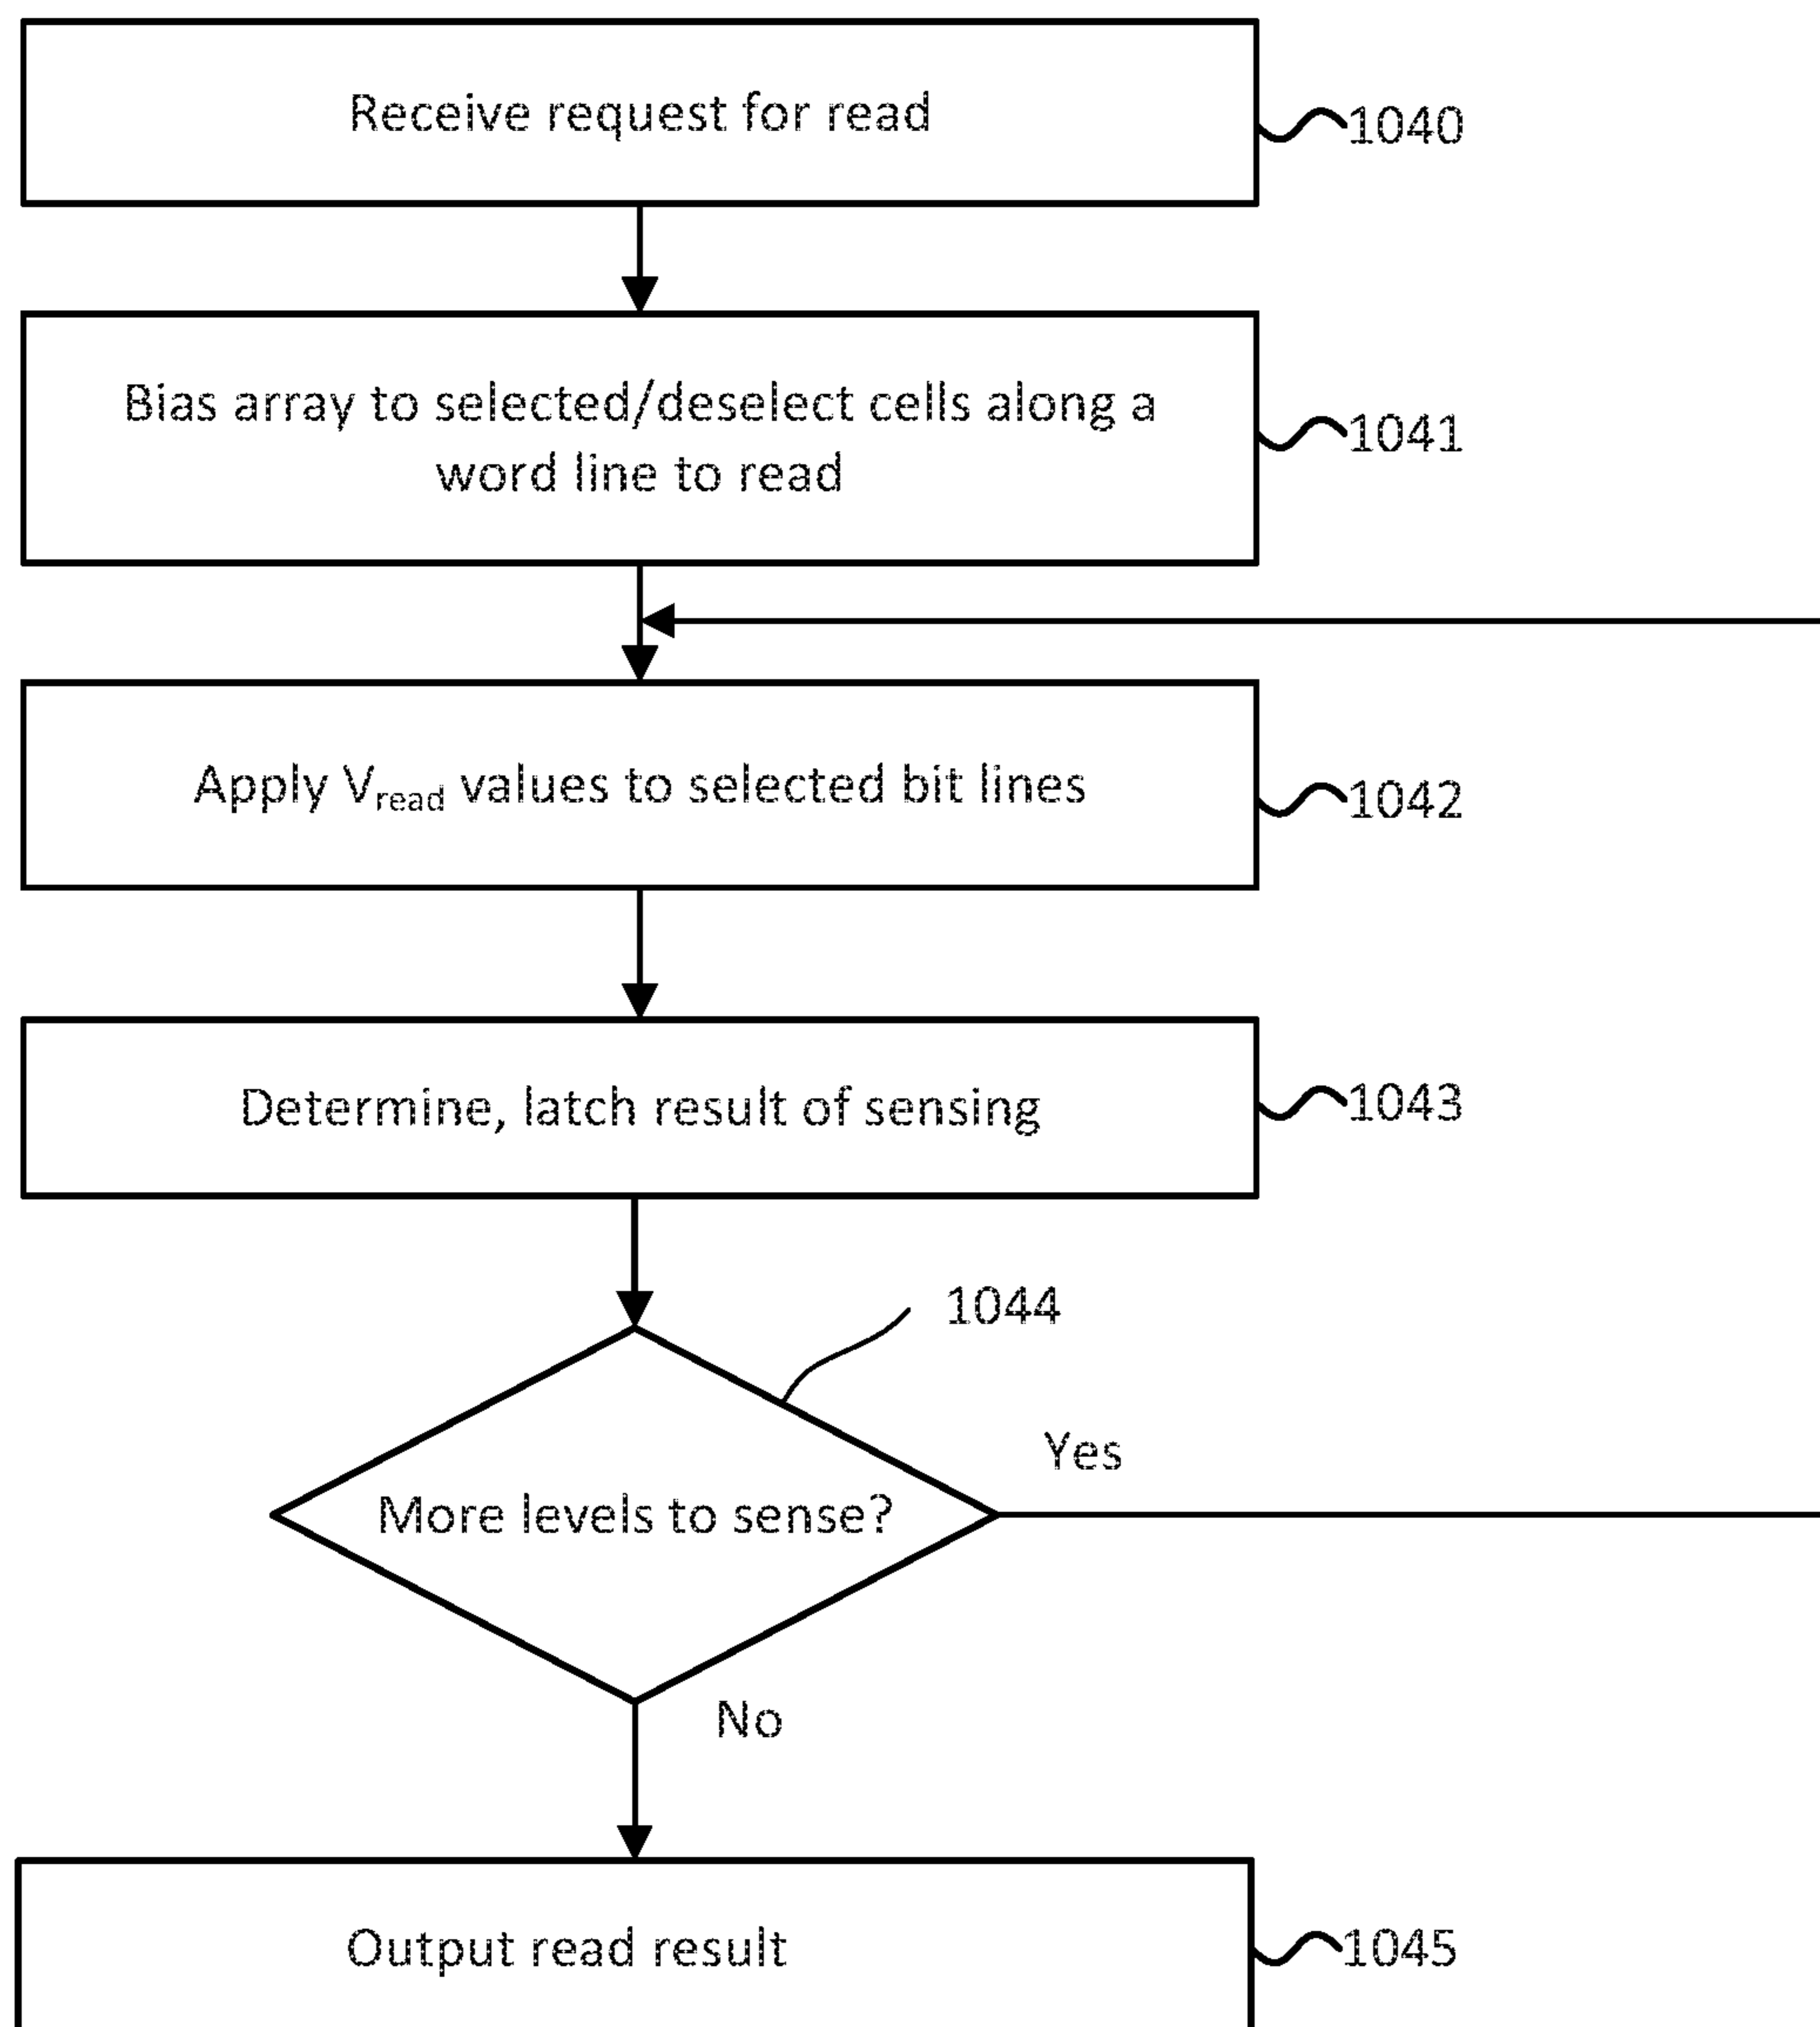 Receive request for read
1040
Bias array to selected/deselect cells along a
word line to read
1041
Apply Vread values to selected bit lines
1042
Determine, latch result of sensing
1043
1044
More levels to sense?
Yes
No
Output read result
1045